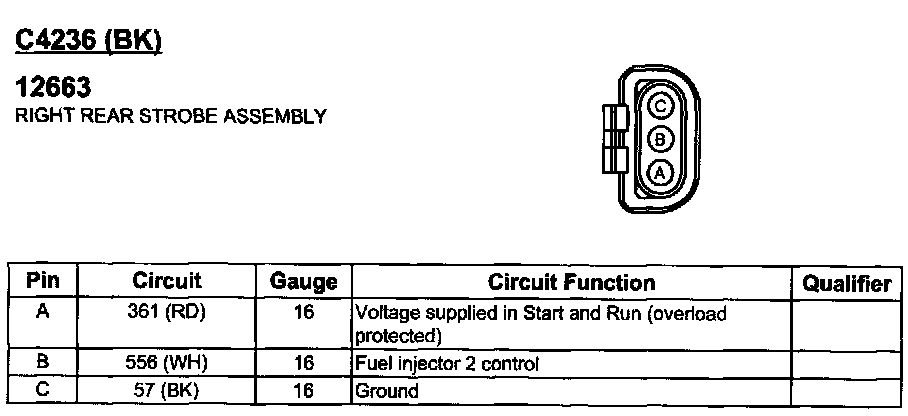 C4236 (BK)
12663
RIGHT REAR STROBE ASSEMBLY
C
B
A
Pin Circuit Gauge Circuit Function Qualifier
A 361 (RD) 16 Voltage supplied in Start and Run (overload
protected)
B 556 (WH) 16 Fuel injector 2 control
C 57 (BK) 16 Ground